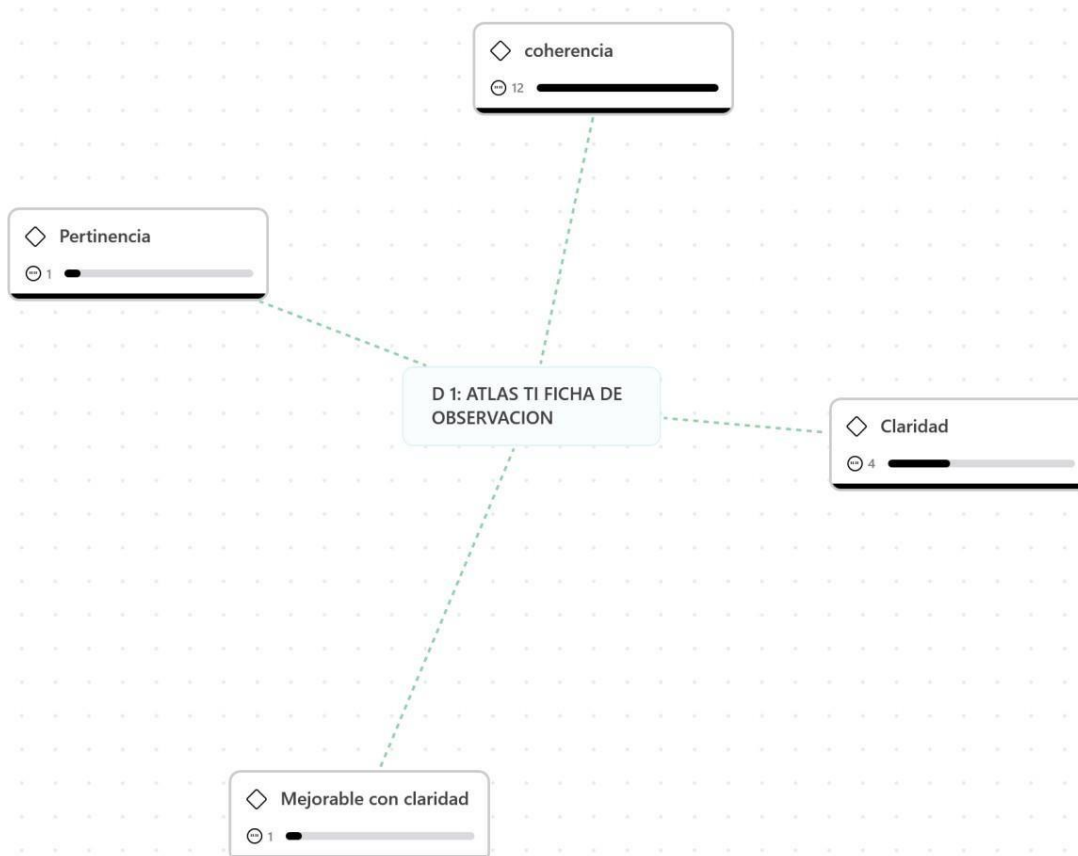 coherencia
12
Pertinencia
1
D 1: ATLAS TI FICHA DE
OBSERVACION
Claridad
4
Mejorable con claridad
1